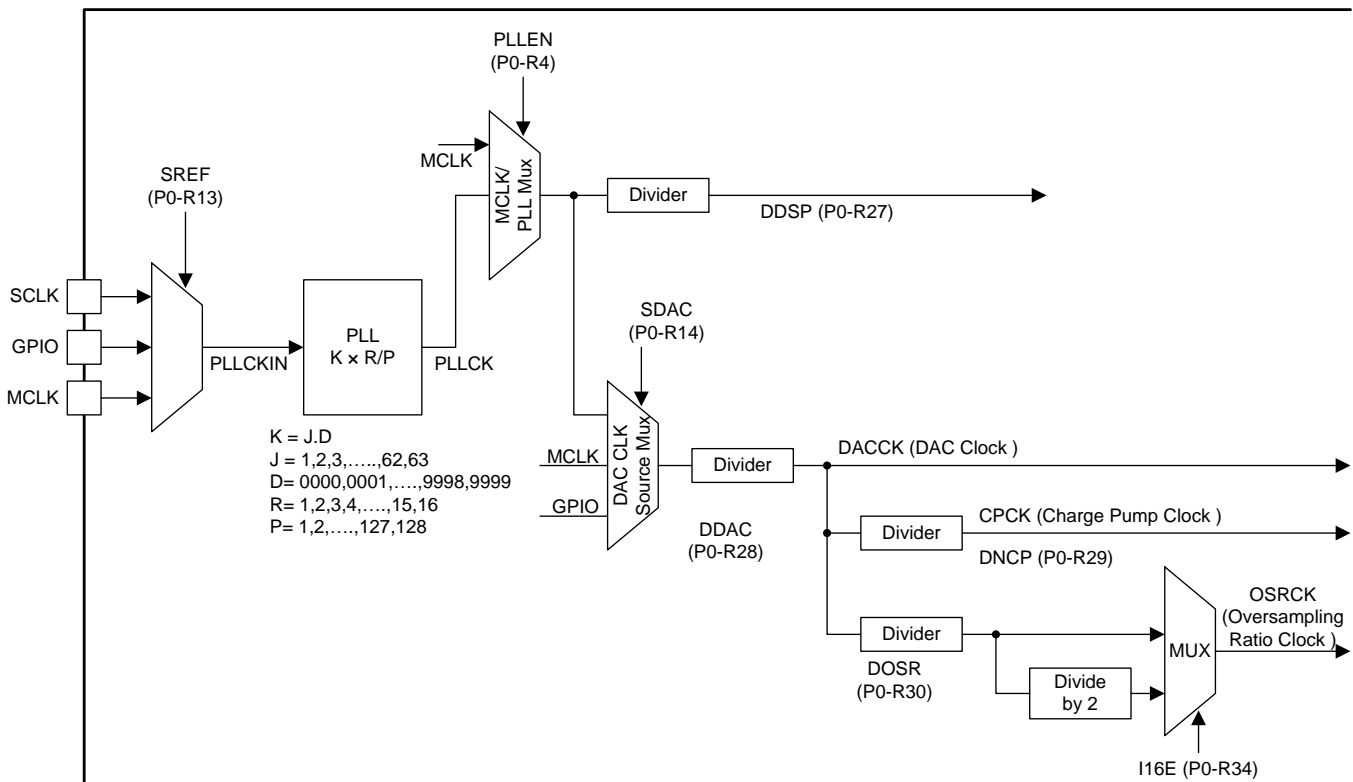 PLLEN
(P0-R4)
MCLK
MCLK/
PLL Mux
SREF
(P0-R13)
Divider
DDSP (P0-R27)
SCLK
GPIO
MCLK
PLLCKIN
PLL
K × R/P
PLLCK
SDAC
(P0-R14)
K = J.D
J = 1,2,3,…..,62,63
D= 0000,0001,….,9998,9999
R= 1,2,3,4,….,15,16
P= 1,2,….,127,128
MCLK
GPIO
DAC CLK
Source Mux
Divider
DDAC
(P0-R28)
DACCK (DAC Clock )
Divider
CPCK (Charge Pump Clock )
DNCP (P0-R29)
Divider
DOSR
(P0-R30)
Divide
by 2
MUX
OSRCK
(Oversampling
Ratio Clock )
I16E (P0-R34)